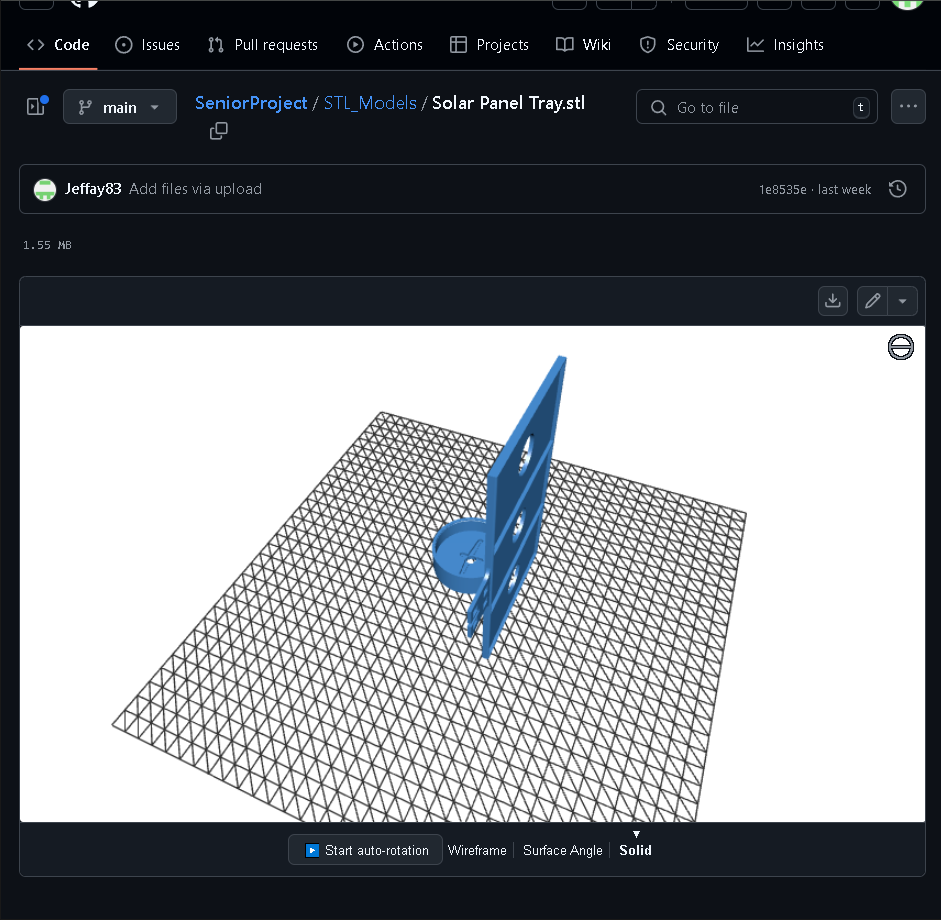 Code Issues Pull requests Actions Projects Wiki Security Insights
main SeniorProject / STL_Models / Solar Panel Tray.stl Go to file t
Jeffay83 Add files via upload 1e8535e · last week
1.55 MB
Start auto-rotation Wireframe Surface Angle Solid